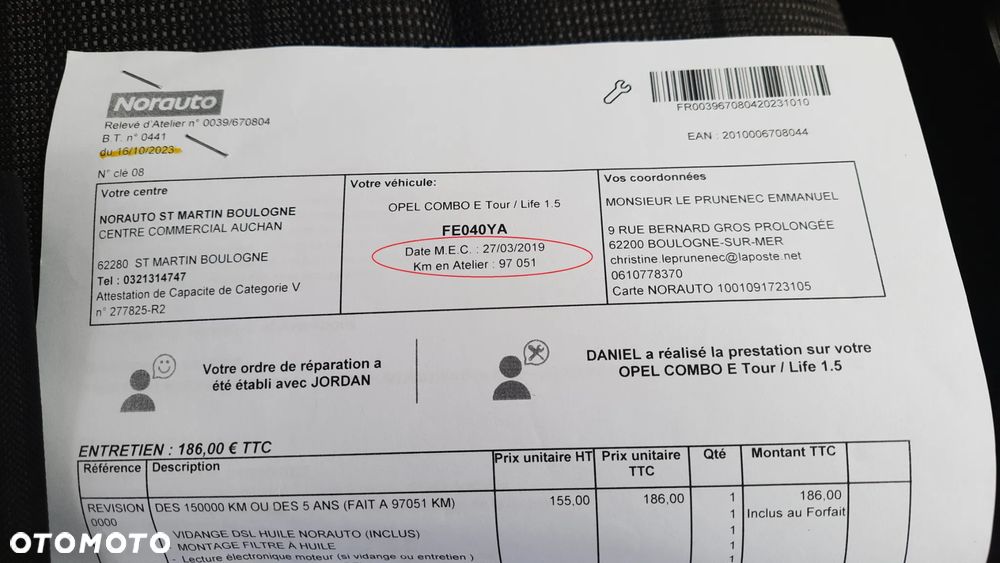 Norauto
Relevé d'Atelier n° 0039/670804
B T. n° 0441
du 16/10/2023
N° clé 08
FR003967080420231010
EAN : 2010006708044
Votre centre
NORAUTO ST MARTIN BOULOGNE
CENTRE COMMERCIAL AUCHAN
62280 ST MARTIN BOULOGNE
Tel : 0321314747
Attestation de Capacite de Categorie V
n° 277825-R2
Votre véhicule:
OPEL COMBO E Tour / Life 1.5
FE040YA
Date M.E.C. : 27/03/2019
Km en Atelier : 97 051
Vos coordonnées
MONSIEUR LE PRUNENEC EMMANUEL
9 RUE BERNARD GROS PROLONGÉE
62200 BOULOGNE-SUR-MER
christine.leprunenec@laposte.net
0610778370
Carte NORAUTO 1001091723105
Votre ordre de réparation a
été établi avec JORDAN
DANIEL a réalisé la prestation sur votre
OPEL COMBO E Tour / Life 1.5
ENTRETIEN : 186,00 € TTC
Référence Description Prix unitaire HT Prix unitaire TTC Qté Montant TTC
REVISION DES 150000 KM OU DES 5 ANS (FAIT A 97051 KM) 155,00 186,00 1 186,00
0000 1 Inclus au Forfait
VIDANGE DSL HUILE NORAUTO (INCLUS) 1
MONTAGE FILTRE À HUILE 1
- Lecture électronique moteur (si vidange ou entretien ) 1
OTOMOTO